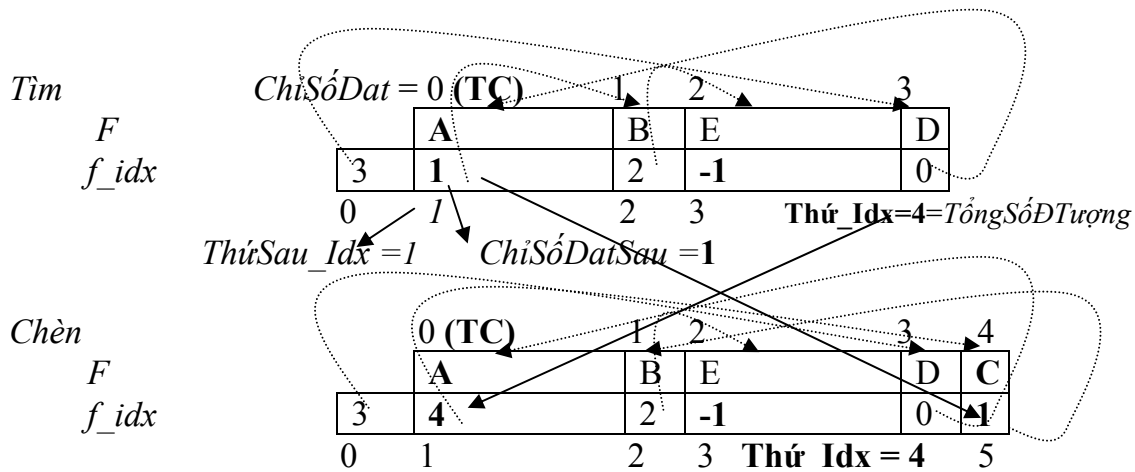 Tìm ChỉSốDat = 0 (TC) 1 2 3
F A B E D
f_idx 3 1 2 -1 0
0 1 2 3 Thứ_Idx=4=TổngSốĐTượng
ThứSau_Idx =1 ChỉSốDatSau =1
Chèn 0 (TC) 1 2 3 4
F A B E D C
f_idx 3 4 2 -1 0 1
0 1 2 3 Thứ_Idx = 4 5